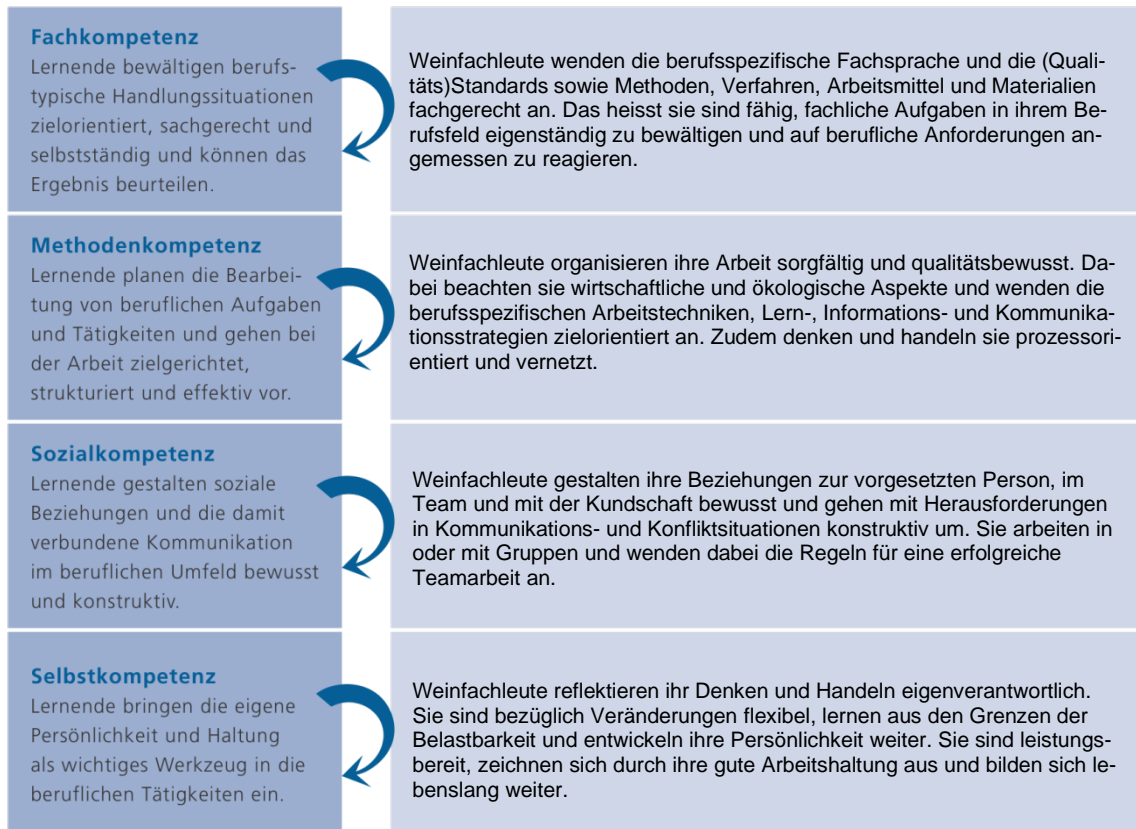 Fachkompetenz
Lernende bewältigen berufs-
typische Handlungssituationen
zielorientiert, sachgerecht und
selbstständig und können das
Ergebnis beurteilen.
Weinfachleute wenden die berufsspezifische Fachsprache und die (Quali-
täts)Standards sowie Methoden, Verfahren, Arbeitsmittel und Materialien
fachgerecht an. Das heisst sie sind fähig, fachliche Aufgaben in ihrem Be-
rufsfeld eigenständig zu bewältigen und auf berufliche Anforderungen an-
gemessen zu reagieren.
Methodenkompetenz
Lernende planen die Bearbei-
tung von beruflichen Aufgaben
und Tätigkeiten und gehen bei
der Arbeit zielgerichtet,
strukturiert und effektiv vor.
Weinfachleute organisieren ihre Arbeit sorgfältig und qualitätsbewusst. Da-
bei beachten sie wirtschaftliche und ökologische Aspekte und wenden die
berufsspezifischen Arbeitstechniken, Lern-, Informations- und Kommunika-
tionsstrategien zielorientiert an. Zudem denken und handeln sie prozessori-
entiert und vernetzt.
Sozialkompetenz
Lernende gestalten soziale
Beziehungen und die damit
verbundene Kommunikation
im beruflichen Umfeld bewusst
und konstruktiv.
Weinfachleute gestalten ihre Beziehungen zur vorgesetzten Person, im
Team und mit der Kundschaft bewusst und gehen mit Herausforderungen
in Kommunikations- und Konfliktsituationen konstruktiv um. Sie arbeiten in
oder mit Gruppen und wenden dabei die Regeln für eine erfolgreiche
Teamarbeit an.
Selbstkompetenz
Lernende bringen die eigene
Persönlichkeit und Haltung
als wichtiges Werkzeug in die
beruflichen Tätigkeiten ein.
Weinfachleute reflektieren ihr Denken und Handeln eigenverantwortlich.
Sie sind bezüglich Veränderungen flexibel, lernen aus den Grenzen der
Belastbarkeit und entwickeln ihre Persönlichkeit weiter. Sie sind leistungs-
bereit, zeichnen sich durch ihre gute Arbeitshaltung aus und bilden sich le-
benslang weiter.